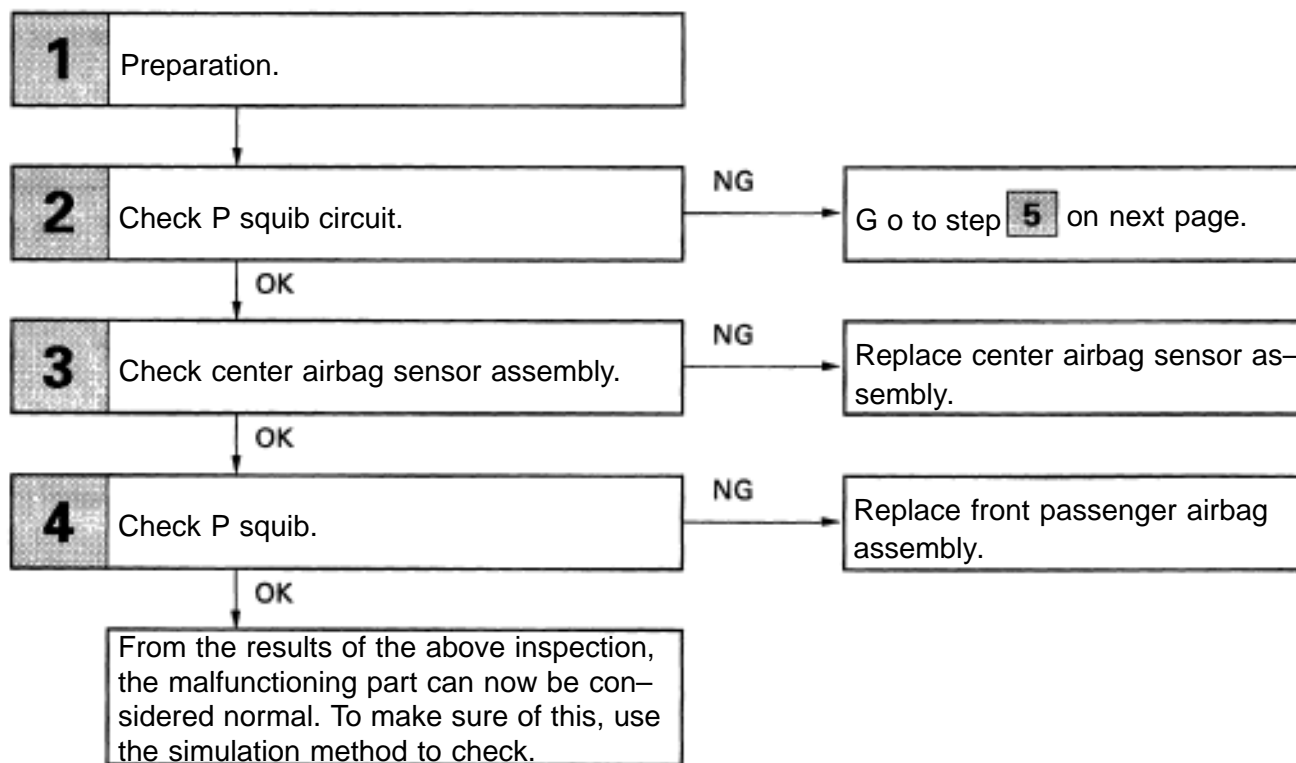 1
Preparation.
2
Check P squib circuit.
NG
G o to step 5 on next page.
OK
3
Check center airbag sensor assembly.
NG
Replace center airbag sensor as–
sembly.
OK
4
Check P squib.
NG
Replace front passenger airbag
assembly.
OK
From the results of the above inspection,
the malfunctioning part can now be con–
sidered normal. To make sure of this, use
the simulation method to check.